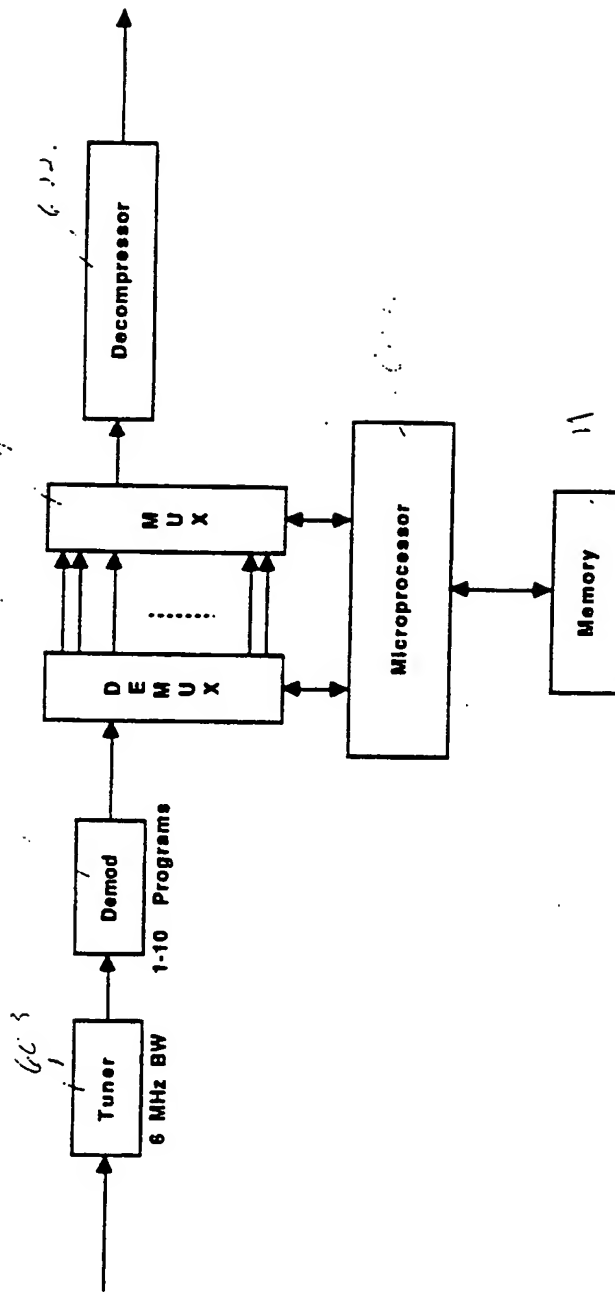 Tuner
6 MHz BW
Demod
1-10 Programs
DEMUX
MUX
Decompressor
Microprocessor
Memory